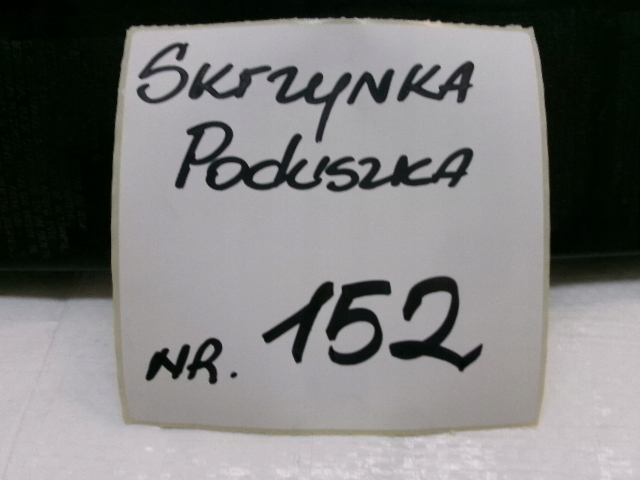 Skrzynka
Poduszka
NR. 152